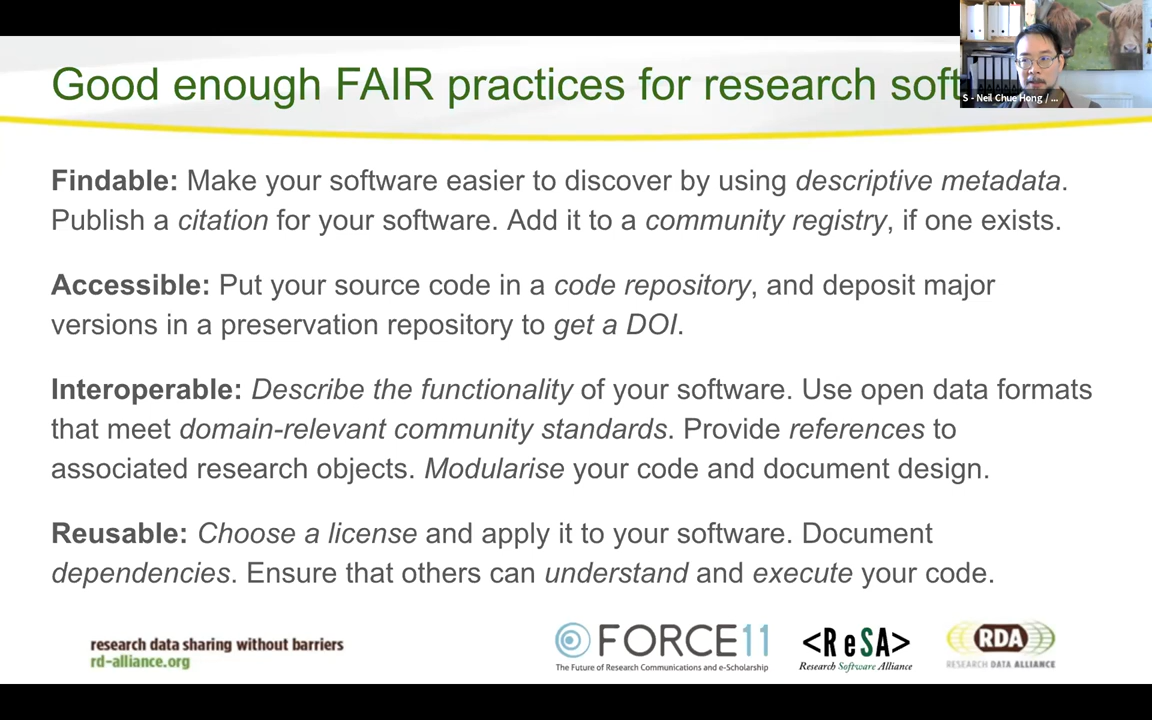 Good enough FAIR practices for research soft
S - Neil Chue Hong / ...
Findable: Make your software easier to discover by using descriptive metadata.
Publish a citation for your software. Add it to a community registry, if one exists.
Accessible: Put your source code in a code repository, and deposit major
versions in a preservation repository to get a DOI.
Interoperable: Describe the functionality of your software. Use open data formats
that meet domain-relevant community standards. Provide references to
associated research objects. Modularise your code and document design.
Reusable: Choose a license and apply it to your software. Document
dependencies. Ensure that others can understand and execute your code.
research data sharing without barriers
rd-alliance.org
FORCE11
The Future of Research Communications and e-Scholarship
<ReSA>
Research Software Alliance
RDA
RESEARCH DATA ALLIANCE